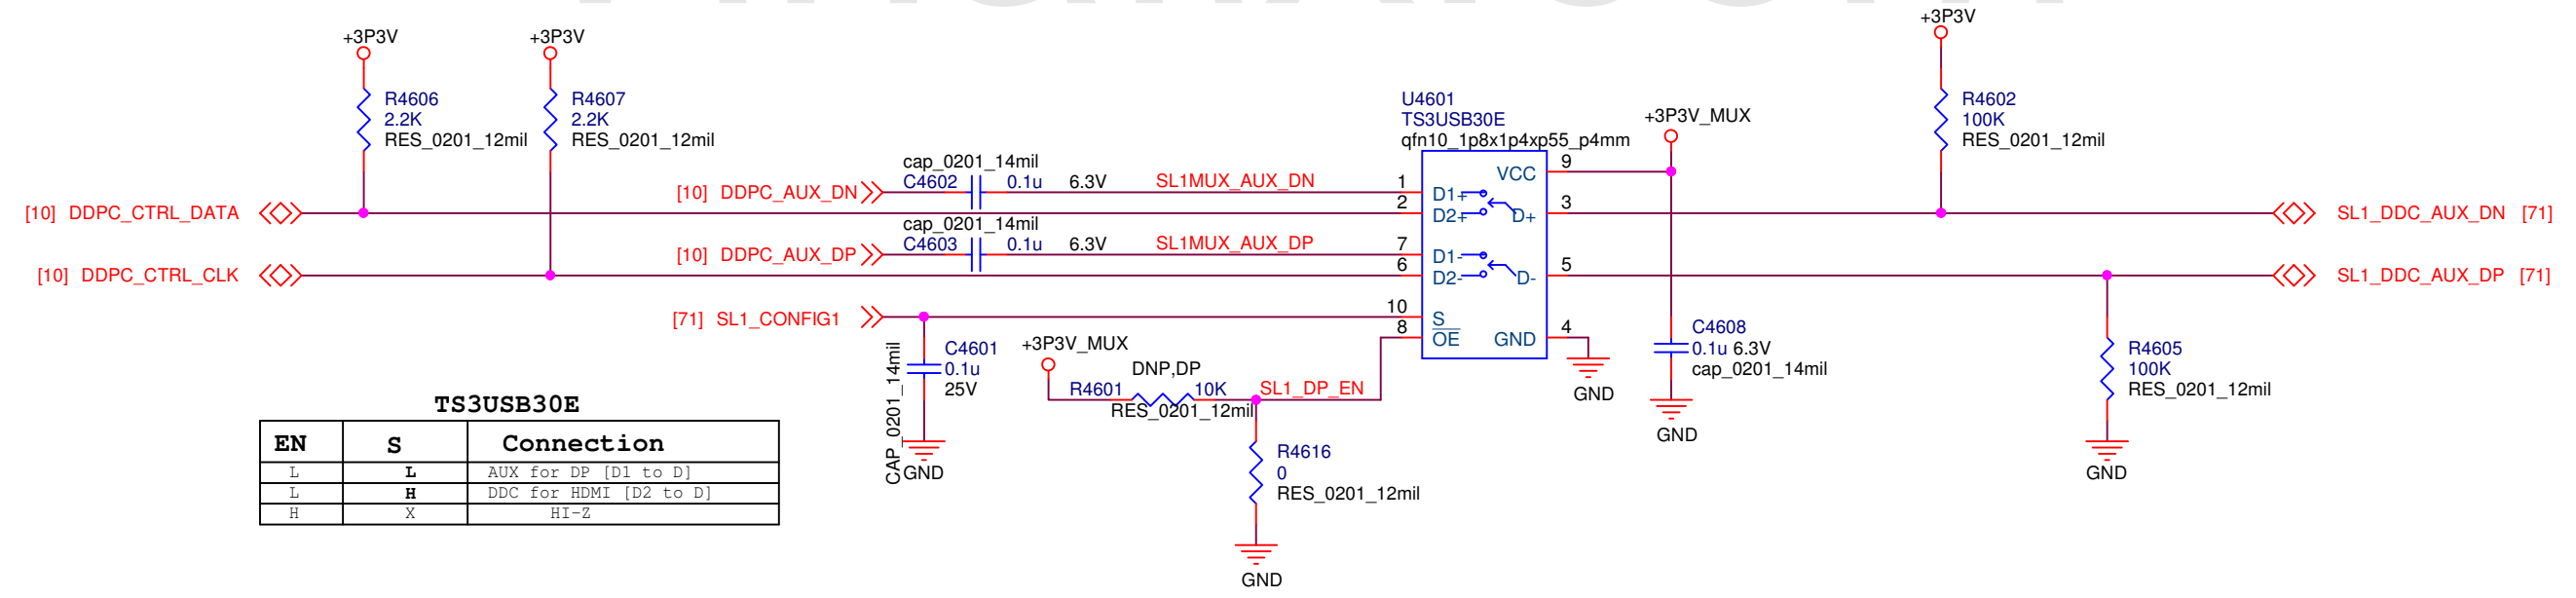 +3P3V
+3P3V
+3P3V
R4606
2.2K
RES_0201_12mil
R4607
2.2K
RES_0201_12mil
U4601
TS3USB30E
qfn10_1p8x1p4xp55_p4mm
+3P3V_MUX
R4602
100K
RES_0201_12mil
cap_0201_14mil
C4602 0.1u 6.3V
[10] DDPC_AUX_DN
SL1MUX_AUX_DN
[10] DDPC_CTRL_DATA
cap_0201_14mil
C4603 0.1u 6.3V
[10] DDPC_AUX_DP
SL1MUX_AUX_DP
[10] DDPC_CTRL_CLK
1 D1+
2 D2+
7 D1-
6 D2-
10 S
8 OE
VCC 9
D+ 3
D- 5
GND 4
GND
SL1_DDC_AUX_DN [71]
SL1_DDC_AUX_DP [71]
[71] SL1_CONFIG1
C4601
0.1u
25V
CAP_0201_14mil
GND
+3P3V_MUX
DNP,DP
R4601 10K
RES_0201_12mil
SL1_DP_EN
R4616
0
RES_0201_12mil
GND
C4608
0.1u 6.3V
cap_0201_14mil
GND
R4605
100K
RES_0201_12mil
GND
TS3USB30E
EN S Connection
L L AUX for DP [D1 to D]
L H DDC for HDMI [D2 to D]
H X HI-Z